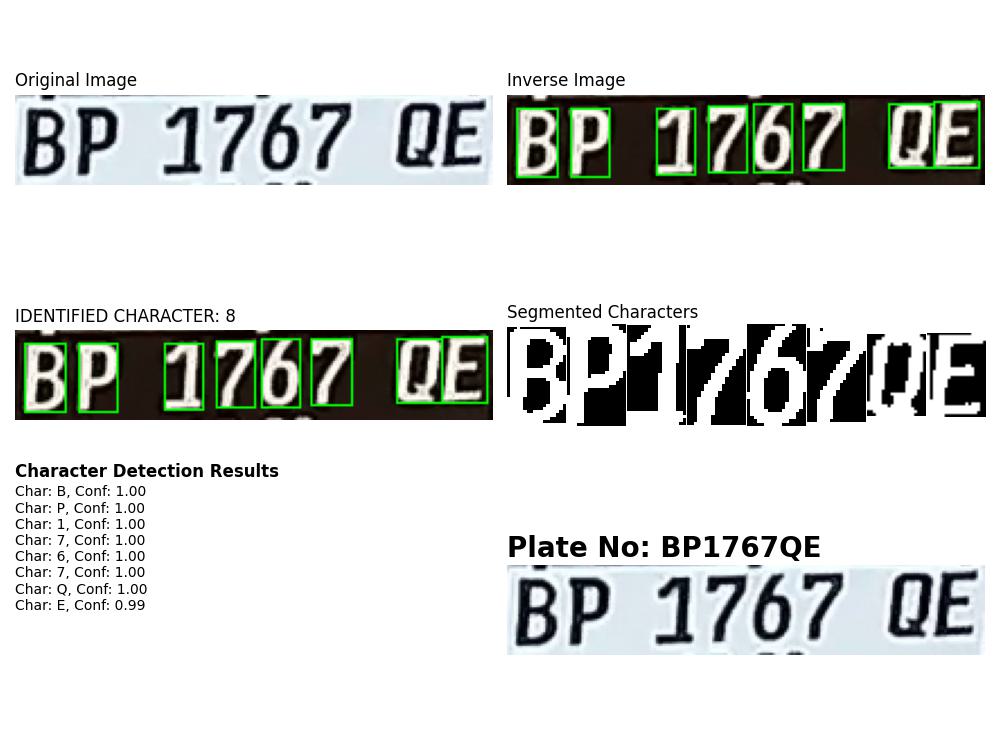 Original Image
BP 1767 QE
Inverse Image
BP 1767 QE
IDENTIFIED CHARACTER: 8
BP 1767 QE
Segmented Characters
BP1767QE
Character Detection Results
Char: B, Conf: 1.00
Char: P, Conf: 1.00
Char: 1, Conf: 1.00
Char: 7, Conf: 1.00
Char: 6, Conf: 1.00
Char: 7, Conf: 1.00
Char: Q, Conf: 1.00
Char: E, Conf: 0.99
Plate No: BP1767QE
BP 1767 QE